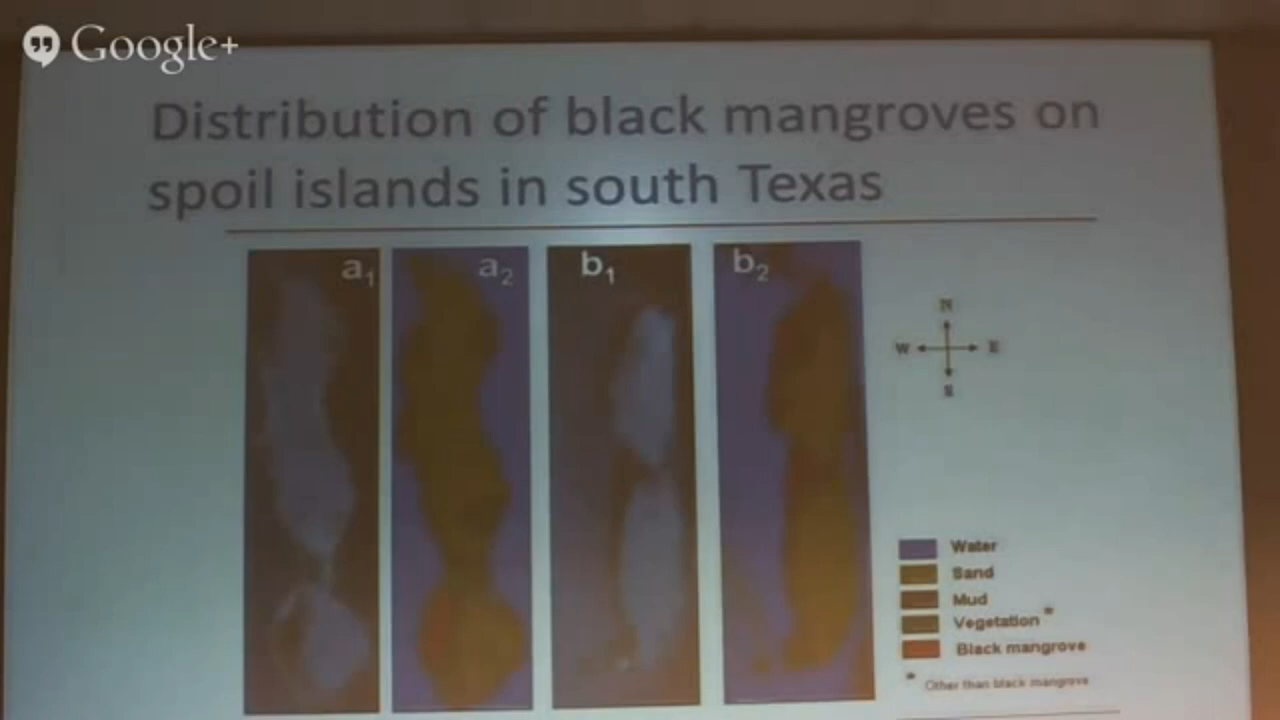 Google+
Distribution of black mangroves on
spoil islands in south Texas
a1 a2 b1 b2
N
W E
S
Water
Sand
Mud
Vegetation *
Black mangrove
* Other than black mangrove